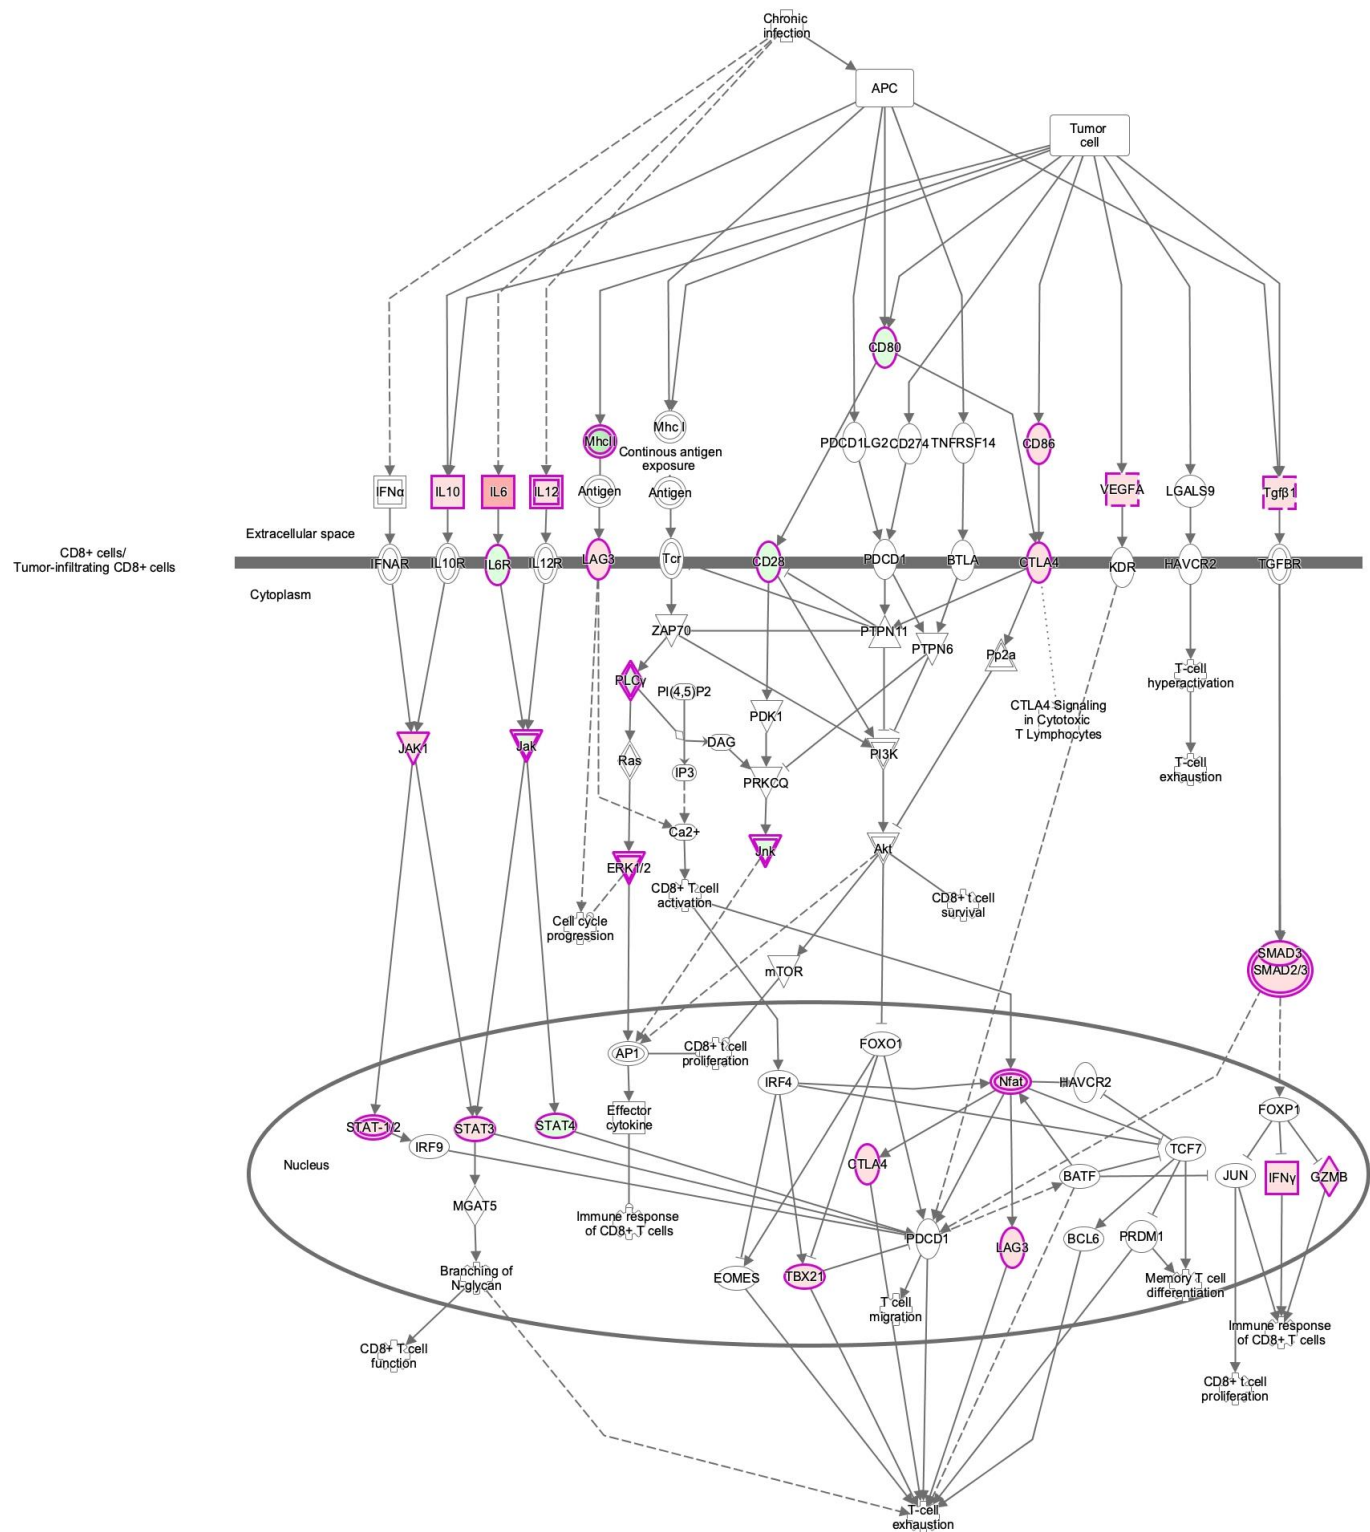 Chronic
infection
APC
Tumor
cell
CD80
MhcII
Mhc I
Continous antigen
exposure
PDCD1LG2
CD274
TNFRSF14
CD86
IFNα
IL10
IL6
IL12
Antigen
Antigen
VEGFA
LGALS9
Tgfβ1
Extracellular space
CD8+ cells/
Tumor-infiltrating CD8+ cells
IFNAR
IL10R
IL6R
IL12R
LAG3
Tcr
CD28
PDCD1
BTLA
CTLA4
KDR
HAVCR2
TGFBR
Cytoplasm
ZAP70
PTPN11
PTPN6
Pp2a
T-cell
hyperactivation
PLCγ
PI(4,5)P2
PDK1
CTLA4 Signaling
in Cytotoxic
T Lymphocytes
JAK1
Jak
Ras
DAG
IP3
PRKCQ
PI3K
T-cell
exhaustion
Ca2+
Jnk
Akt
ERK1/2
CD8+ T cell
activation
CD8+ t cell
survival
Cell cycle
progression
mTOR
SMAD3
SMAD2/3
AP1
CD8+ t cell
proliferation
FOXO1
IRF4
Nfat
HAVCR2
FOXP1
Effector
cytokine
STAT-1/2
IRF9
STAT3
STAT4
Nucleus
CTLA4
BATF
TCF7
JUN
IFNγ
GZMB
MGAT5
Immune response
of CD8+ T cells
PDCD1
LAG3
BCL6
PRDM1
Branching of
N-glycan
EOMES
TBX21
T cell
migration
Memory T cell
differentiation
Immune response
of CD8+ T cells
CD8+ T cell
function
CD8+ t cell
proliferation
T-cell
exhaustion